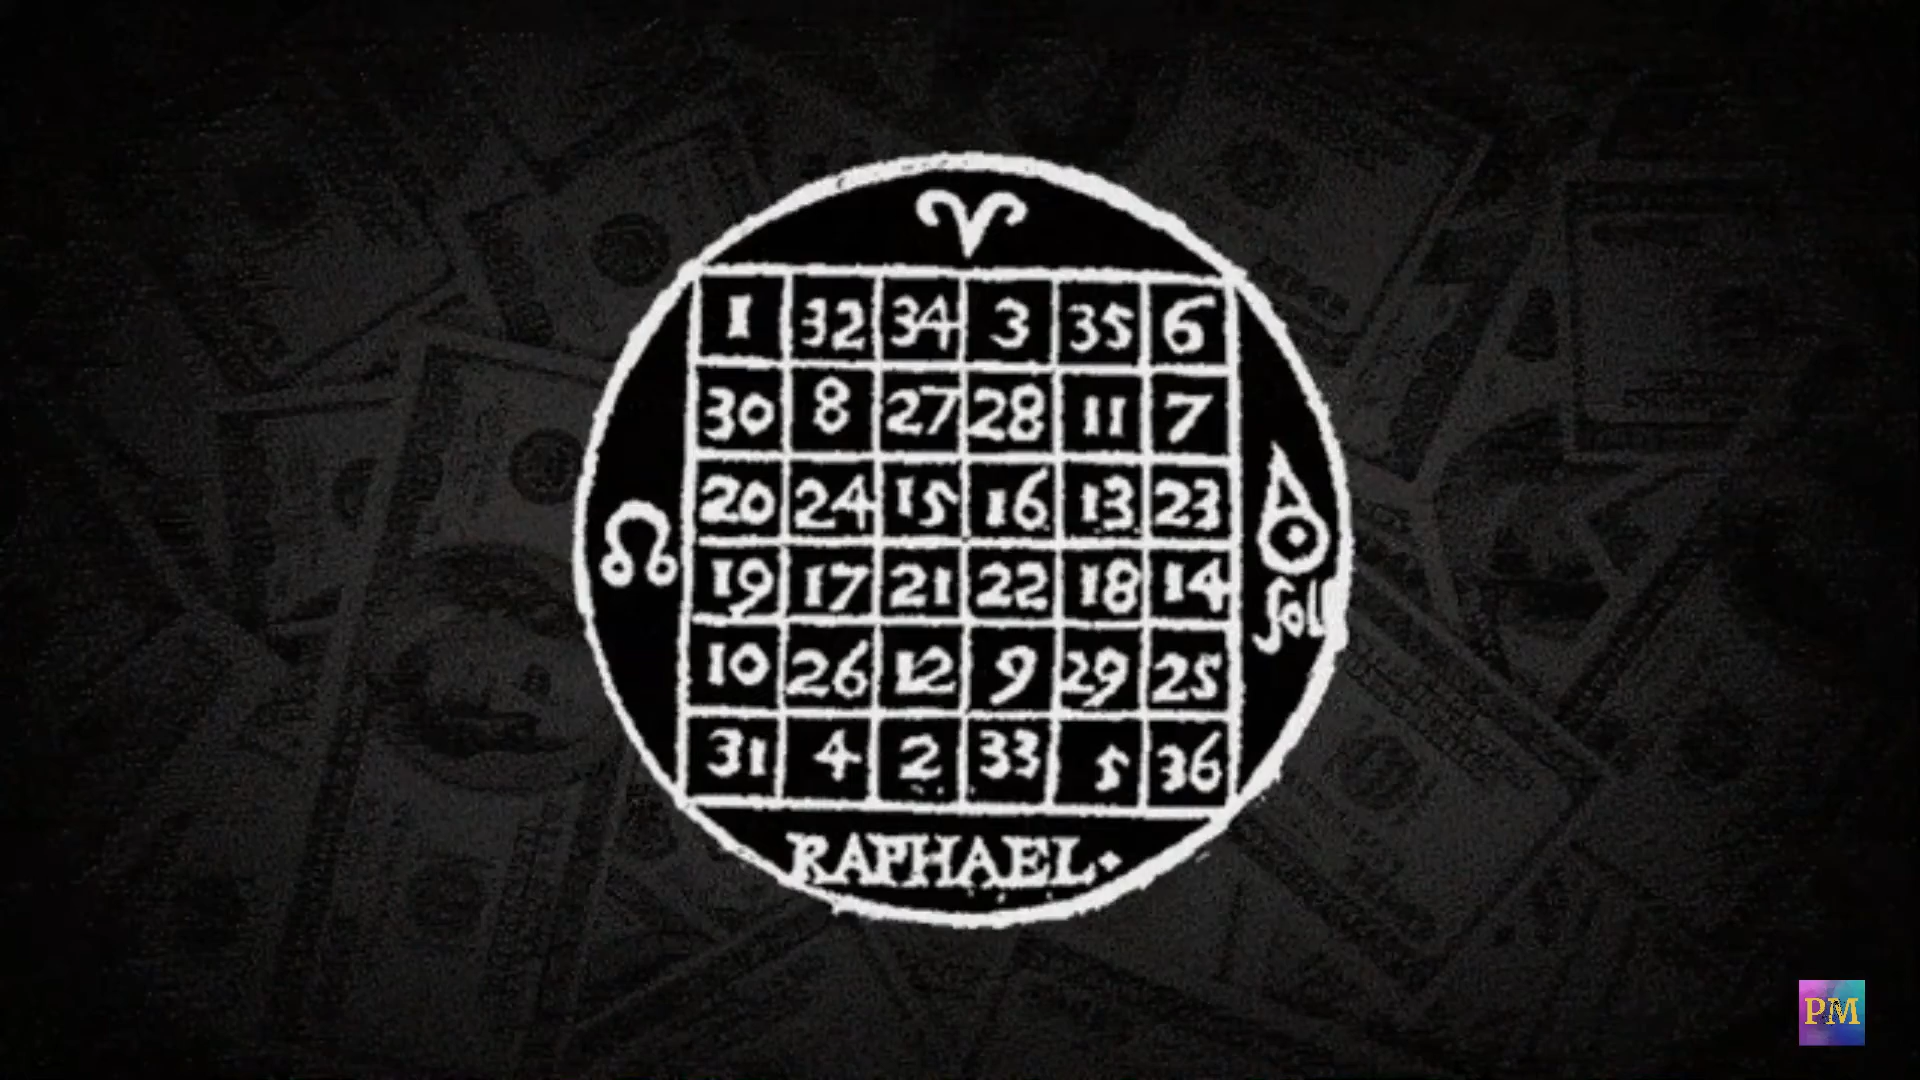 ♈
1 32 34 3 35 6
30 8 27 28 11 7
20 24 15 16 13 23
☊
19 17 21 22 18 14
Sol
10 26 12 9 29 25
31 4 2 33 5 36
RAPHAEL
PM